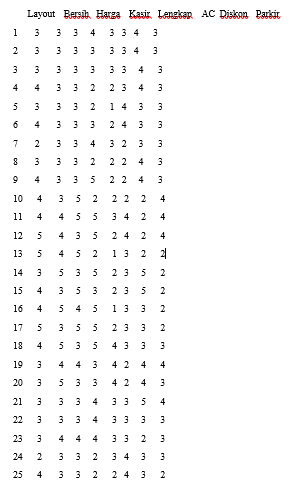 Layout Bersih Harga Kasir Lengkap AC Diskon Parkir
1 3 3 3 4 3 3 4 3
2 3 3 3 3 3 3 4 3
3 3 3 3 3 3 3 4 3
4 4 3 3 2 2 3 4 3
5 3 3 3 2 1 4 3 3
6 4 3 3 3 2 4 3 3
7 2 3 3 4 3 2 3 3
8 3 3 3 2 2 2 4 3
9 4 3 3 5 2 2 4 3
10 4 3 5 2 2 2 2 4
11 4 4 5 5 3 4 2 4
12 5 4 3 5 2 4 2 4
13 5 4 5 2 1 3 2 2
14 3 5 3 5 2 3 5 2
15 4 3 5 3 2 3 5 2
16 4 5 4 5 1 3 3 2
17 5 3 5 5 2 3 3 2
18 4 5 3 5 4 3 3 3
19 3 4 4 3 4 2 4 4
20 3 5 3 3 4 2 4 3
21 3 3 3 4 3 3 5 4
22 3 3 3 4 3 3 3 3
23 3 4 4 4 3 3 2 3
24 2 3 3 2 3 4 3 3
25 4 3 3 2 2 4 3 2